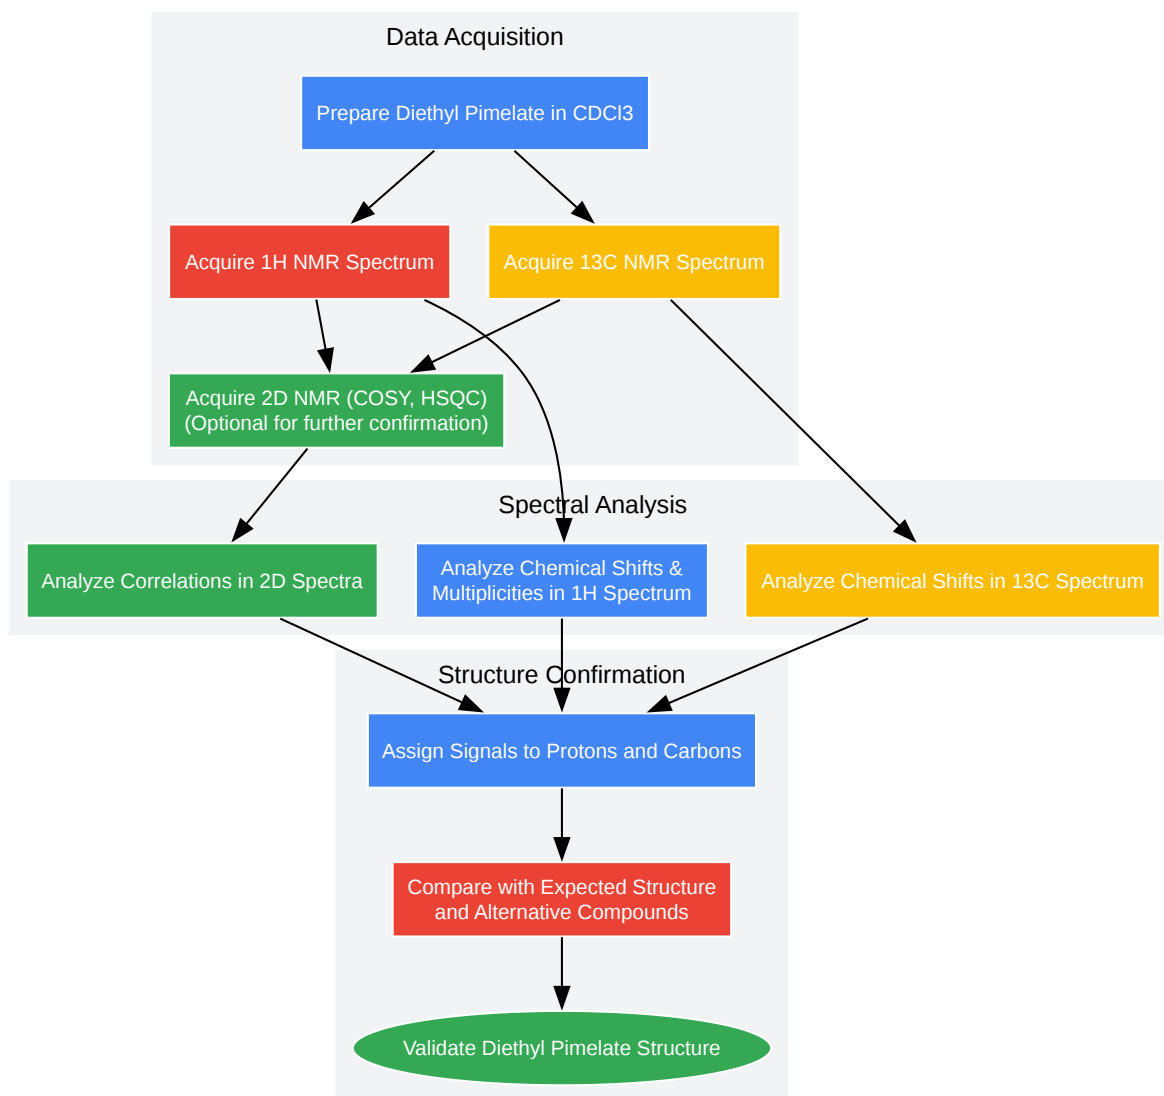 Data Acquisition
Prepare Diethyl Pimelate in CDCl3
Acquire 1H NMR Spectrum
Acquire 13C NMR Spectrum
Acquire 2D NMR (COSY, HSQC)
(Optional for further confirmation)
Spectral Analysis
Analyze Correlations in 2D Spectra
Analyze Chemical Shifts &
Multiplicities in 1H Spectrum
Analyze Chemical Shifts in 13C Spectrum
Structure Confirmation
Assign Signals to Protons and Carbons
Compare with Expected Structure
and Alternative Compounds
Validate Diethyl Pimelate Structure